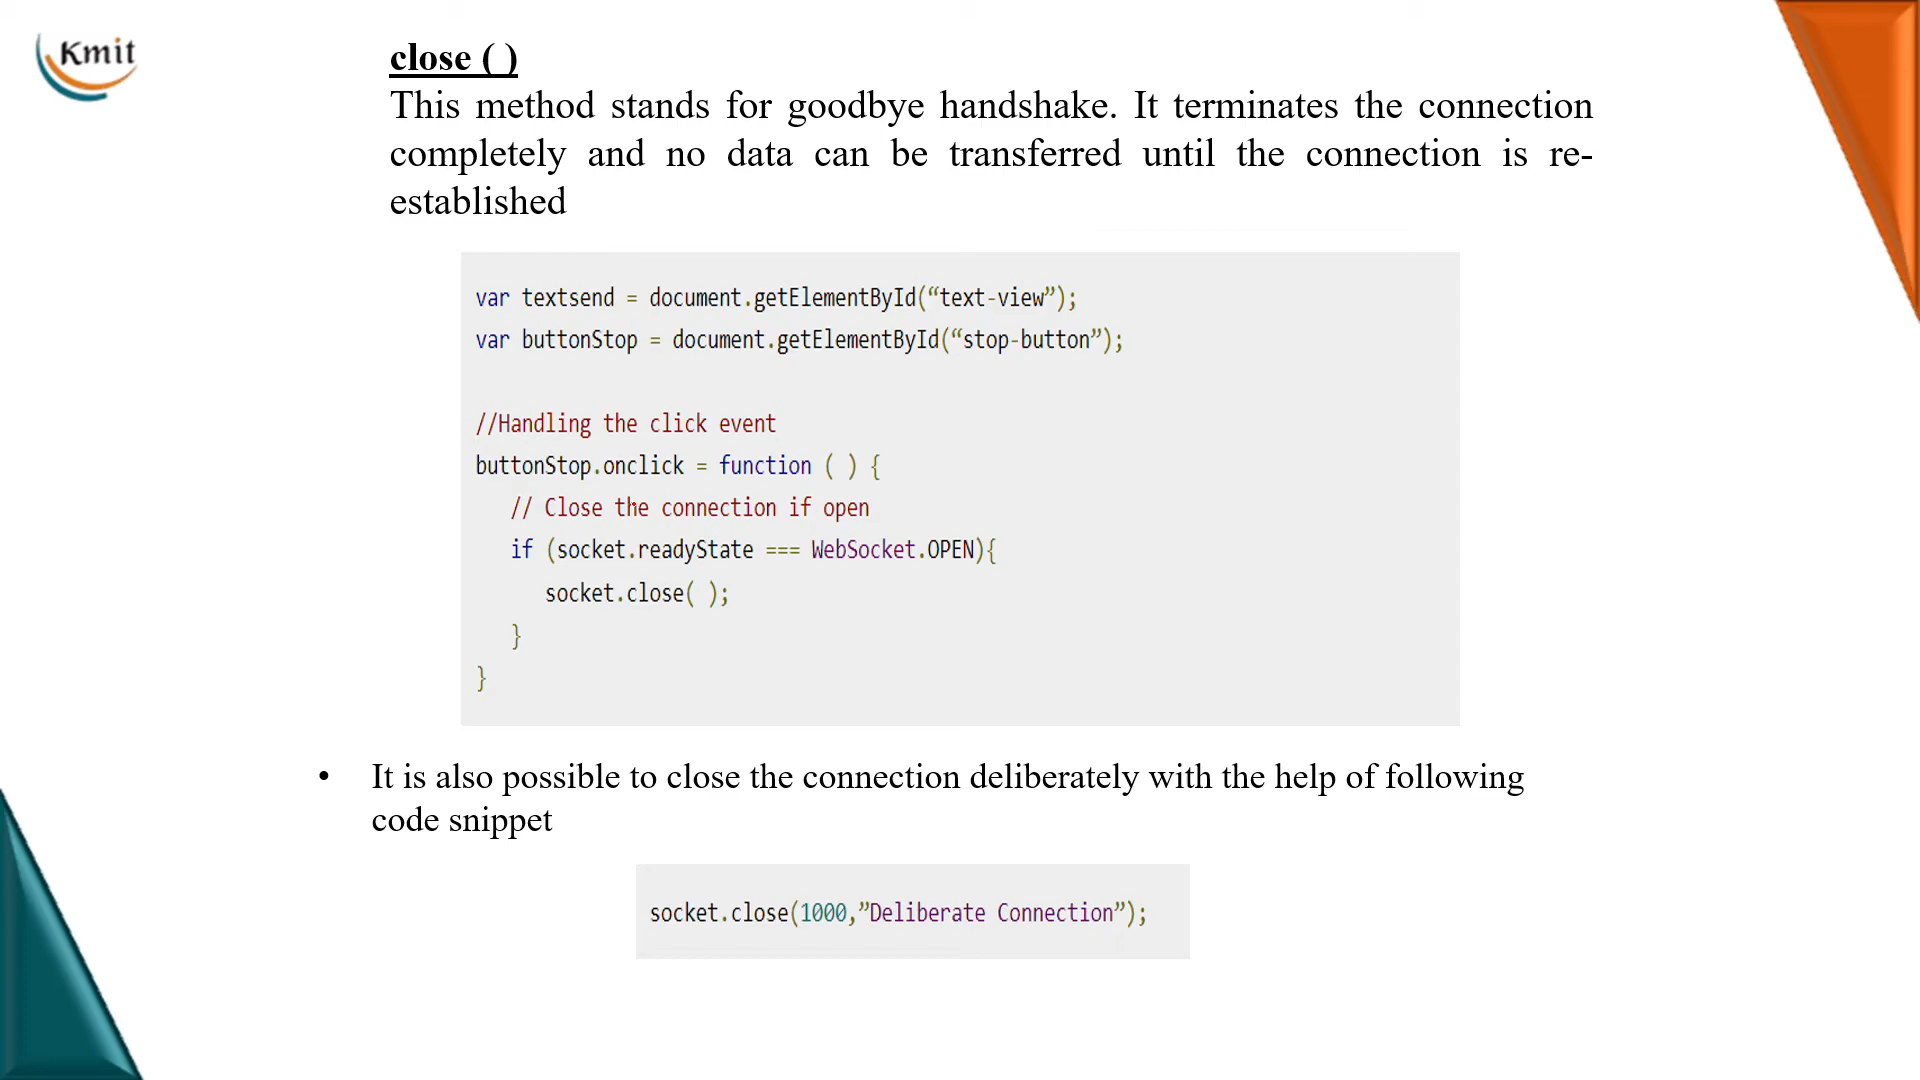 Kmit
close ( )
This method stands for goodbye handshake. It terminates the connection
completely and no data can be transferred until the connection is re-
established
var textsend = document.getElementById(“text-view”);
var buttonStop = document.getElementById(“stop-button”);
//Handling the click event
buttonStop.onclick = function ( ) {
// Close the connection if open
if (socket.readyState === WebSocket.OPEN){
socket.close( );
}
}
• It is also possible to close the connection deliberately with the help of following
code snippet
socket.close(1000,”Deliberate Connection”);